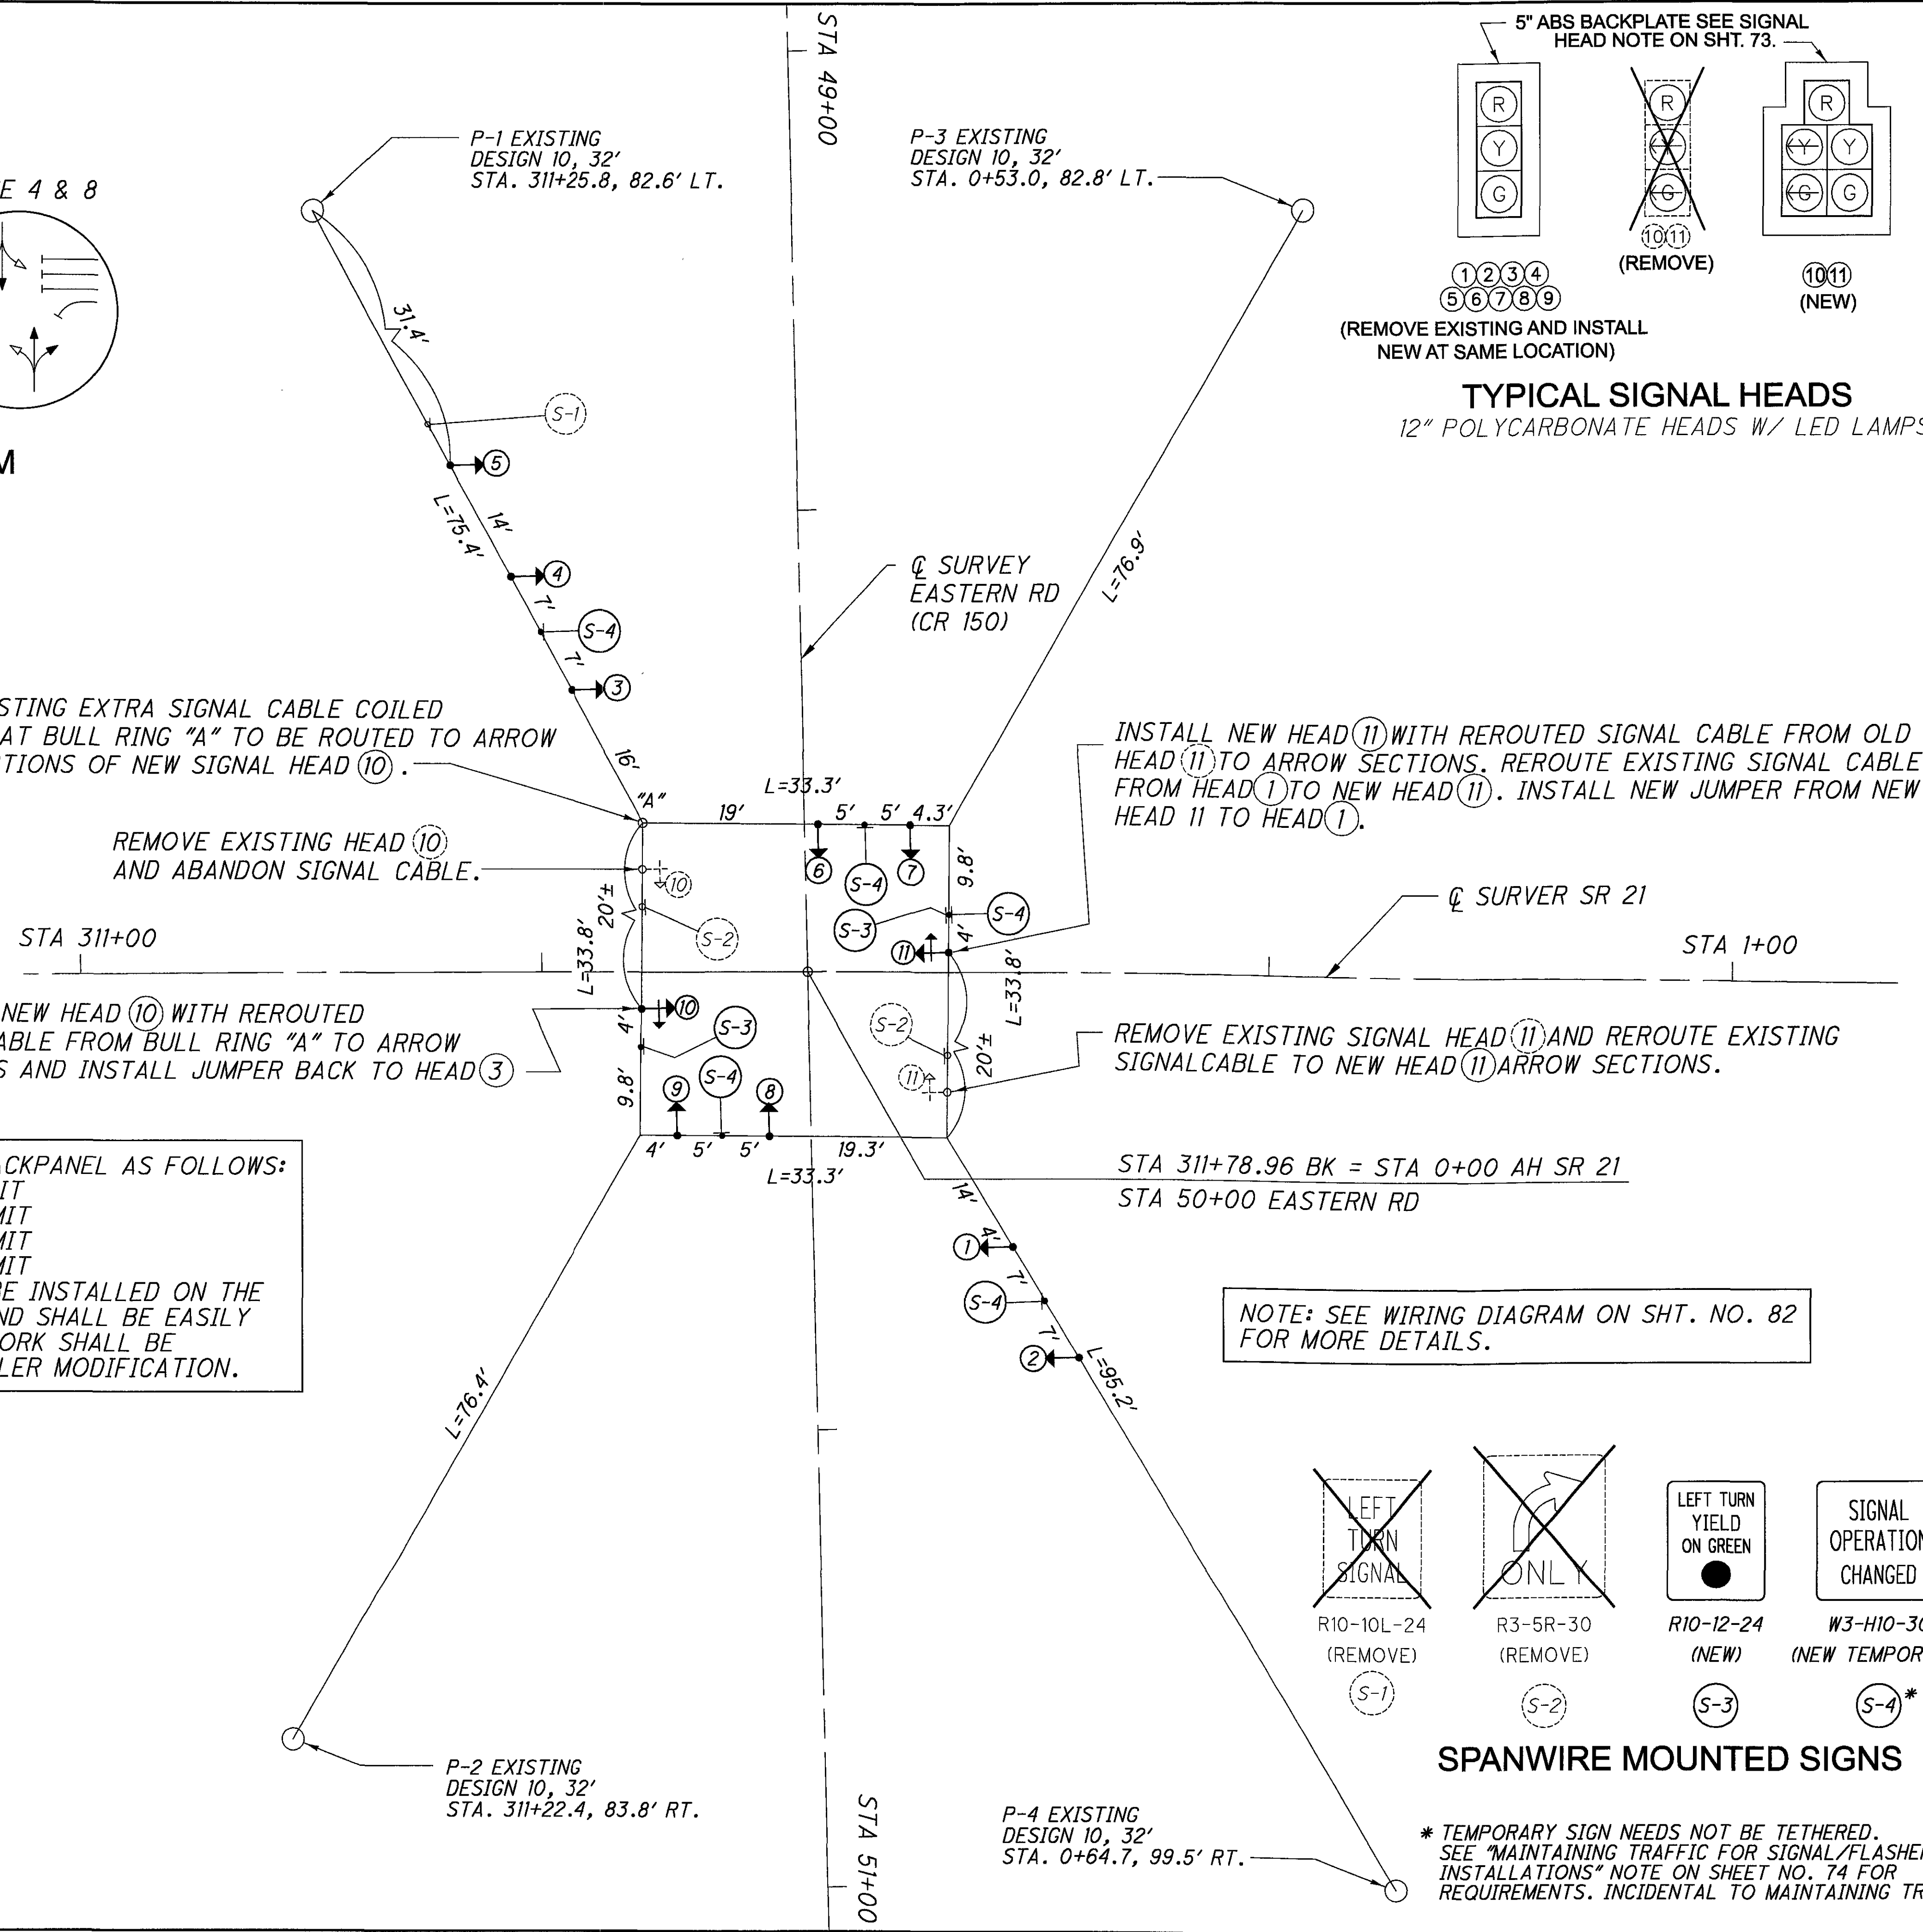 STA 49+00
5" ABS BACKPLATE SEE SIGNAL
HEAD NOTE ON SHT. 73.
R
Y
G
R
Y
G
R
Y Y
G G
10 11
(REMOVE)
1 2 3 4
5 6 7 8 9
10 11
(NEW)
(REMOVE EXISTING AND INSTALL
NEW AT SAME LOCATION)
TYPICAL SIGNAL HEADS
12" POLYCARBONATE HEADS W/ LED LAMPS
E 4 & 8
M
P-1 EXISTING
DESIGN 10, 32'
STA. 311+25.8, 82.6' LT.
P-3 EXISTING
DESIGN 10, 32'
STA. 0+53.0, 82.8' LT.
31.4'
S-1
5
L=75.4'
14'
4
7'
S-4
7'
3
16'
L=76.9'
℄ SURVEY
EASTERN RD
(CR 150)
STING EXTRA SIGNAL CABLE COILED
AT BULL RING "A" TO BE ROUTED TO ARROW
TIONS OF NEW SIGNAL HEAD 10.
INSTALL NEW HEAD 11 WITH REROUTED SIGNAL CABLE FROM OLD
HEAD 11 TO ARROW SECTIONS. REROUTE EXISTING SIGNAL CABLE
FROM HEAD 1 TO NEW HEAD 11. INSTALL NEW JUMPER FROM NEW
HEAD 11 TO HEAD 1.
"A"
L=33.3'
19' 5' 5' 4.3'
REMOVE EXISTING HEAD 10
AND ABANDON SIGNAL CABLE.
10
6
S-4
7
9.8'
S-3
S-4
20'±
S-2
4'
11
L=33.8'
L=33.8'
℄ SURVER SR 21
STA 311+00
STA 1+00
NEW HEAD 10 WITH REROUTED
ABLE FROM BULL RING "A" TO ARROW
S AND INSTALL JUMPER BACK TO HEAD 3
10
4'
S-3
S-2
20'±
11
REMOVE EXISTING SIGNAL HEAD 11 AND REROUTE EXISTING
SIGNALCABLE TO NEW HEAD 11 ARROW SECTIONS.
9.8'
9
S-4
8
4' 5' 5' 19.3'
L=33.3'
STA 311+78.96 BK = STA 0+00 AH SR 21
STA 50+00 EASTERN RD
CKPANEL AS FOLLOWS:
IT
MIT
MIT
MIT
BE INSTALLED ON THE
ND SHALL BE EASILY
ORK SHALL BE
LER MODIFICATION.
14'
4'
1
7'
S-4
7'
2
L=95.2'
L=76.4'
NOTE: SEE WIRING DIAGRAM ON SHT. NO. 82
FOR MORE DETAILS.
LEFT
TURN
SIGNAL
ONLY
LEFT TURN
YIELD
ON GREEN
SIGNAL
OPERATION
CHANGED
R10-10L-24
(REMOVE)
S-1
R3-5R-30
(REMOVE)
S-2
R10-12-24
(NEW)
S-3
W3-H10-30
(NEW TEMPOR
S-4 *
SPANWIRE MOUNTED SIGNS
P-2 EXISTING
DESIGN 10, 32'
STA. 311+22.4, 83.8' RT.
STA 51+00
P-4 EXISTING
DESIGN 10, 32'
STA. 0+64.7, 99.5' RT.
* TEMPORARY SIGN NEEDS NOT BE TETHERED.
SEE "MAINTAINING TRAFFIC FOR SIGNAL/FLASHE
INSTALLATIONS" NOTE ON SHEET NO. 74 FOR
REQUIREMENTS. INCIDENTAL TO MAINTAINING TR